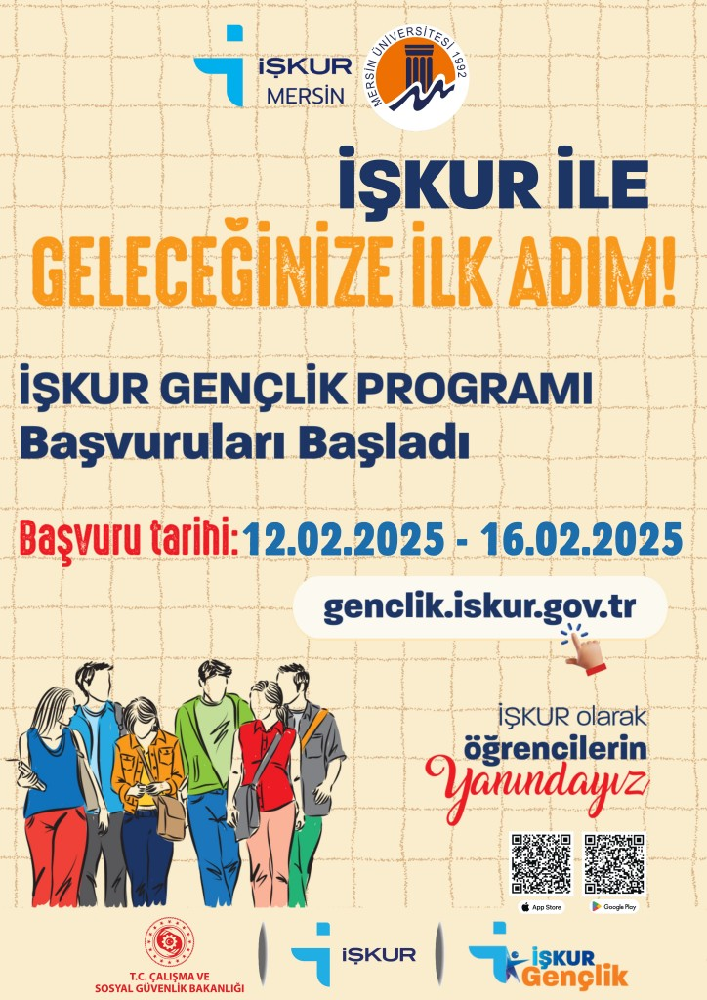 İŞKUR
MERSİN
MERSİN ÜNİVERSİTESİ 1992
İŞKUR İLE
GELECEĞİNİZE İLK ADIM!
İŞKUR GENÇLİK PROGRAMI
Başvuruları Başladı
Başvuru tarihi: 12.02.2025 - 16.02.2025
genclik.iskur.gov.tr
İŞKUR olarak
öğrencilerin
Yanındayız
App Store
Google Play
T.C. ÇALIŞMA VE
SOSYAL GÜVENLİK BAKANLIĞI
İŞKUR
İŞKUR
Gençlik